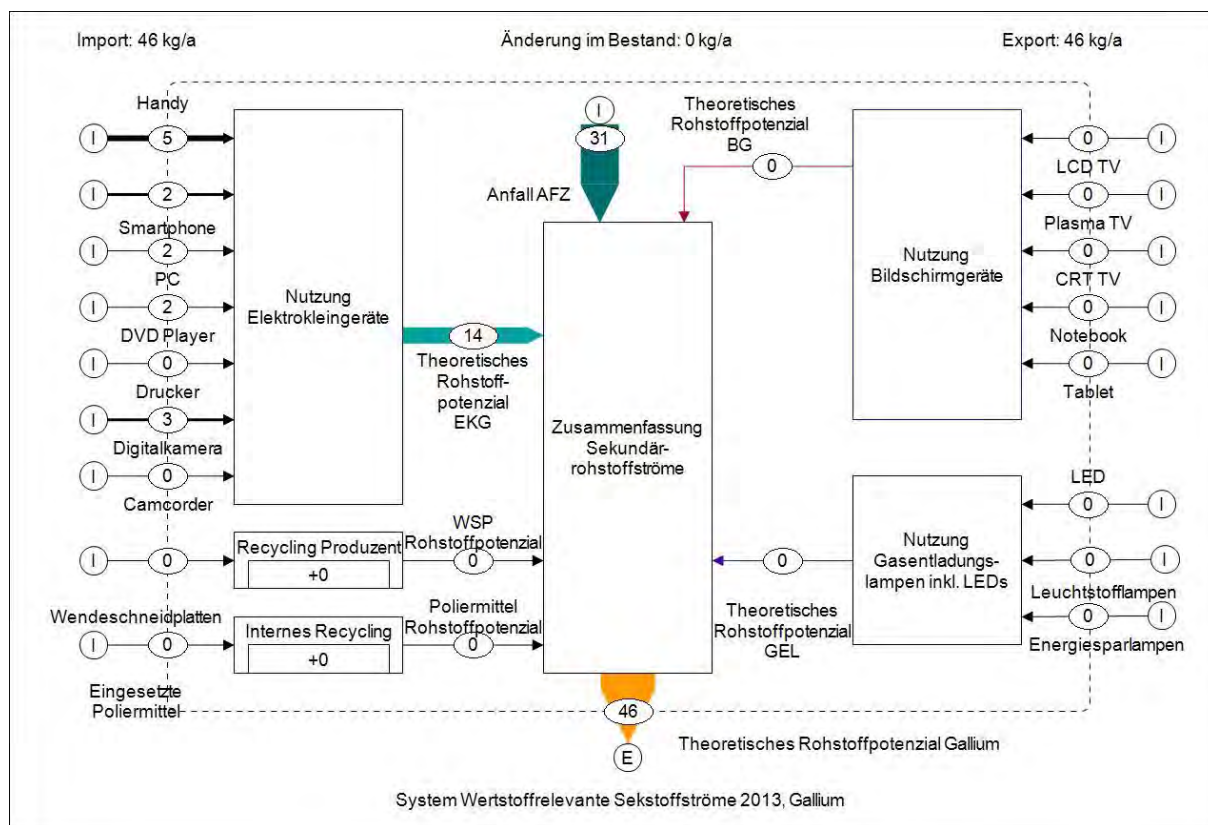 Import: 46 kg/a
Änderung im Bestand: 0 kg/a
Export: 46 kg/a
Handy
I
5
I
2
Smartphone
I
2
PC
I
2
DVD Player
I
0
Drucker
I
3
Digitalkamera
I
0
Camcorder
Nutzung
Elektrokleingeräte
14
Theoretisches
Rohstoff-
potenzial
EKG
I
0
Wendeschneidplatten
Recycling Produzent
+0
WSP
Rohstoffpotenzial
0
I
0
Eingesetzte
Poliermittel
Internes Recycling
+0
Poliermittel
Rohstoffpotenzial
0
I
31
Anfall AFZ
Zusammenfassung
Sekundär-
rohstoffströme
Theoretisches
Rohstoffpotenzial
BG
0
Nutzung
Bildschirmgeräte
0
I
LCD TV
0
I
Plasma TV
0
I
CRT TV
0
I
Notebook
0
I
Tablet
LED
0
I
0
I
Leuchtstofflampen
0
I
Energiesparlampen
Nutzung
Gasentladungs-
lampen inkl. LEDs
0
Theoretisches
Rohstoffpotenzial
GEL
46
E
Theoretisches Rohstoffpotenzial Gallium
System Wertstoffrelevante Sekstoffströme 2013, Gallium